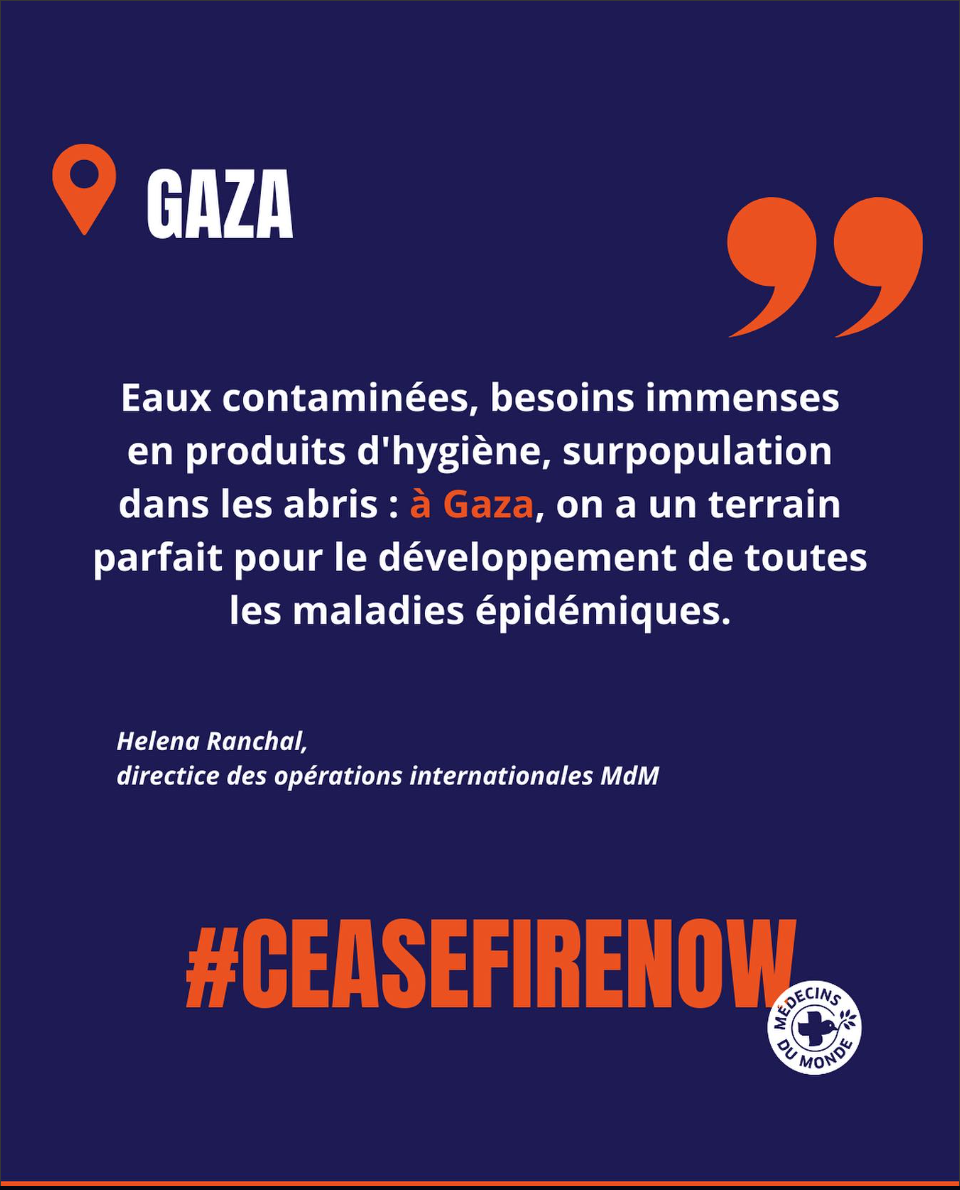 GAZA
Eaux contaminées, besoins immenses
en produits d'hygiène, surpopulation
dans les abris : à Gaza, on a un terrain
parfait pour le développement de toutes
les maladies épidémiques.
Helena Ranchal,
directice des opérations internationales MdM
#CEASEFIRENOW
MÉDECINS
DU MONDE